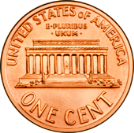 UNITED STATES OF AMERICA
E·PLURIBUS
·UNUM·
ONE CENT